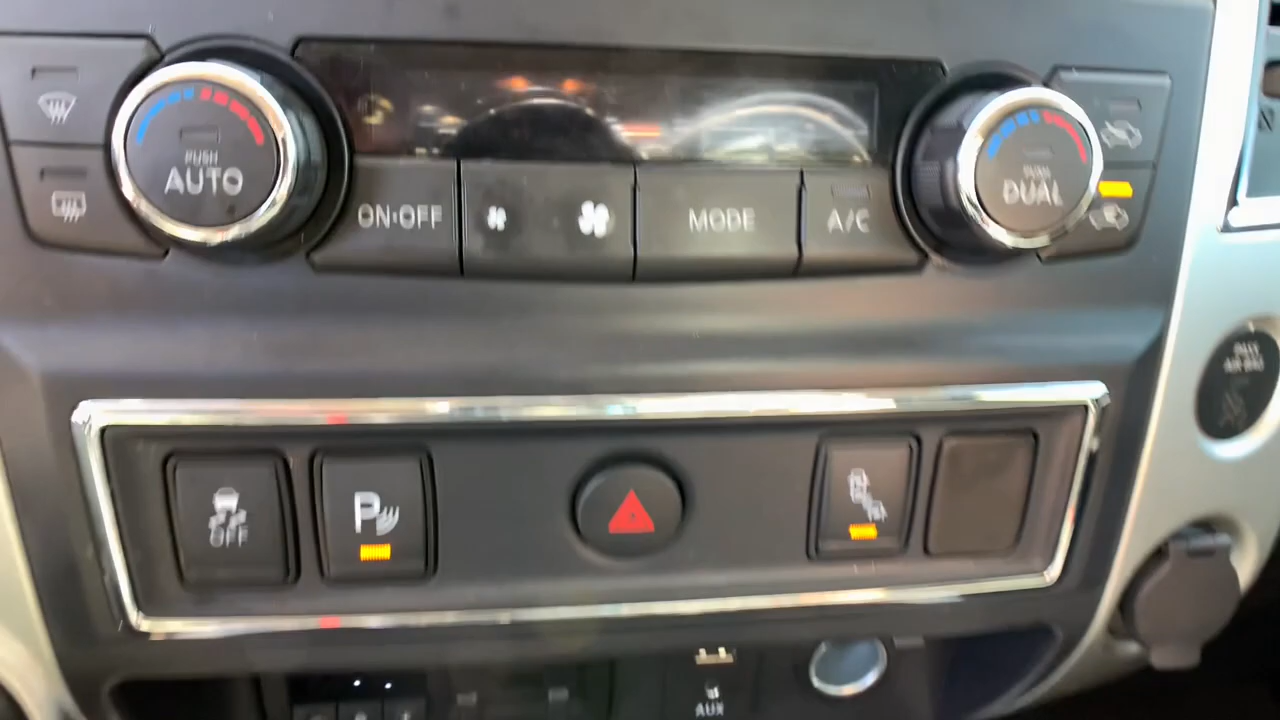 PUSH
AUTO
ON•OFF
MODE
A/C
PUSH
DUAL
OFF
P
AUX